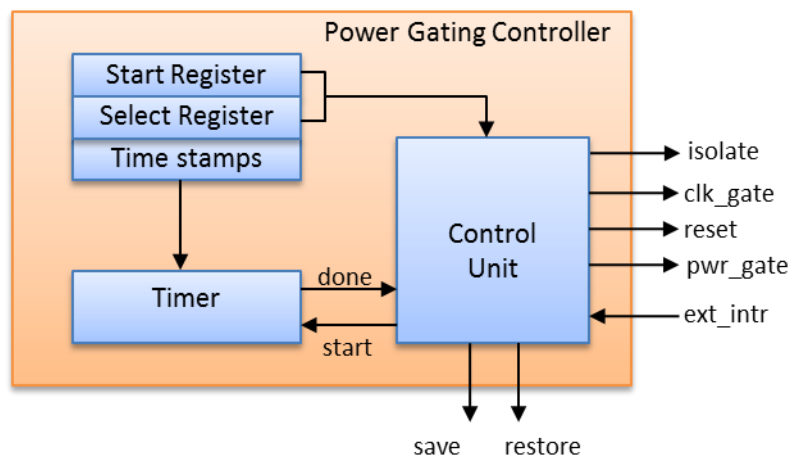 Power Gating Controller
Start Register
Select Register
Time stamps
isolate
clk_gate
reset
pwr_gate
Control
Unit
done
Timer
ext_intr
start
save
restore